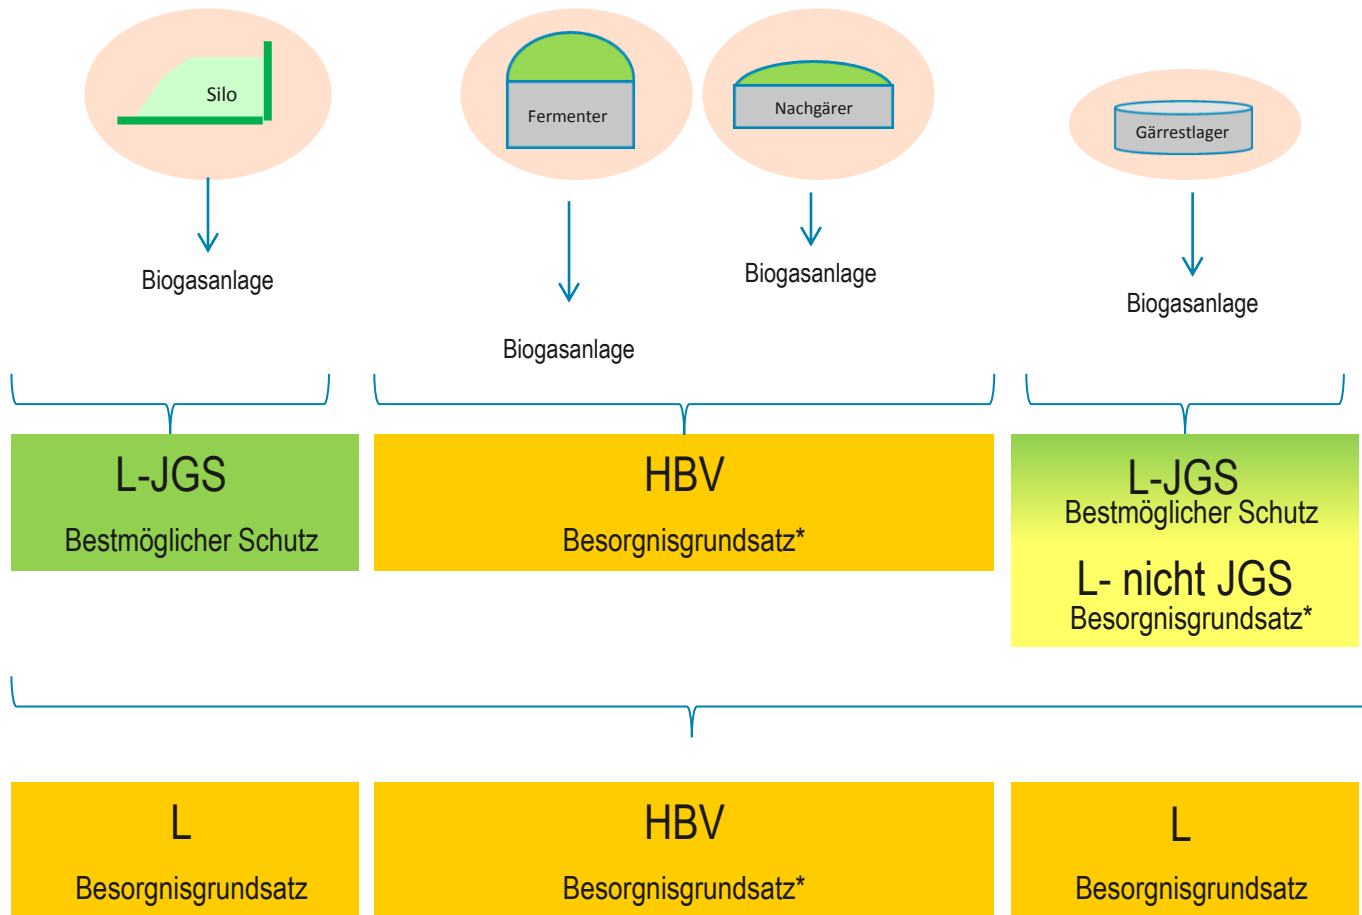 Silo
Fermenter
Nachgärer
Gärrestlager
Biogasanlage
Biogasanlage
Biogasanlage
Biogasanlage
L-JGS
Bestmöglicher Schutz
HBV
Besorgnisgrundsatz*
L-JGS
Bestmöglicher Schutz
L- nicht JGS
Besorgnisgrundsatz*
L
Besorgnisgrundsatz
HBV
Besorgnisgrundsatz*
L
Besorgnisgrundsatz